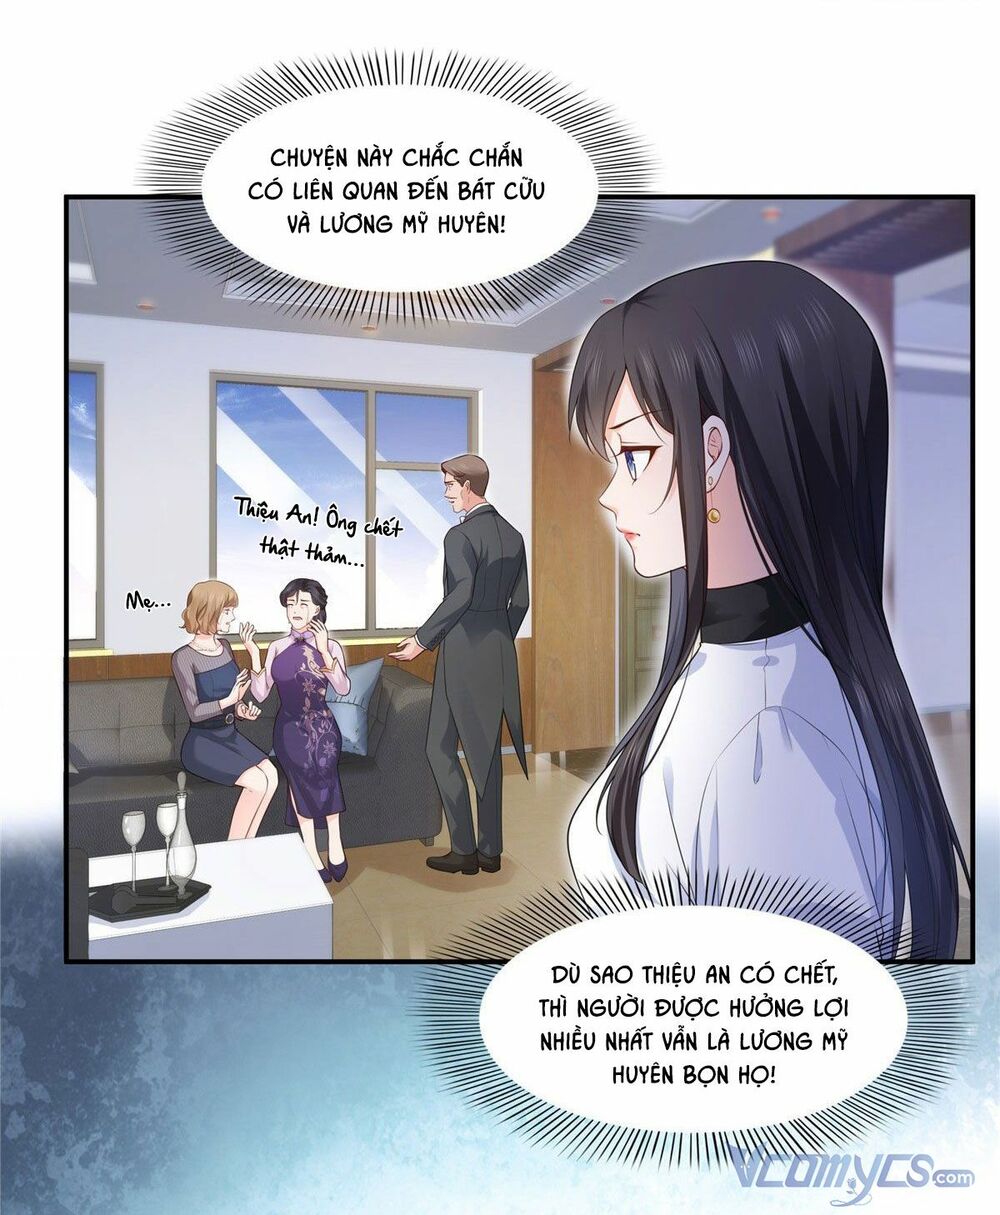 CHUYỆN NÀY CHẮC CHẮN
CÓ LIÊN QUAN ĐẾN BÁT CỬU
VÀ LƯƠNG MỸ HUYÊN!
Thiệu An! Ông chết
thật thảm...
Mẹ...
DÙ SAO THIỆU AN CÓ CHẾT,
THÌ NGƯỜI ĐƯỢC HƯỞNG LỢI
NHIỀU NHẤT VẪN LÀ LƯƠNG MỸ
HUYÊN BỌN HỌ!
VCOMYCS.com